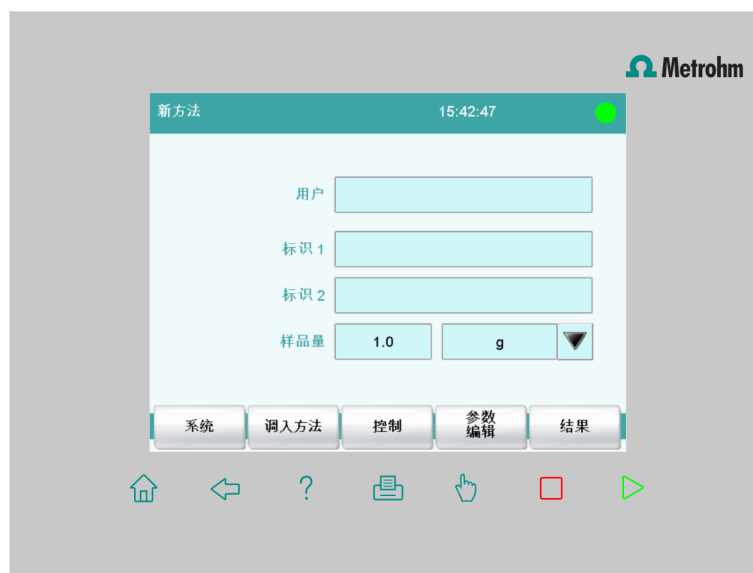 Metrohm
新方法 15:42:47
用户
标识 1
标识 2
样品量 1.0 g
系统 调入方法 控制 参数编辑 结果
?